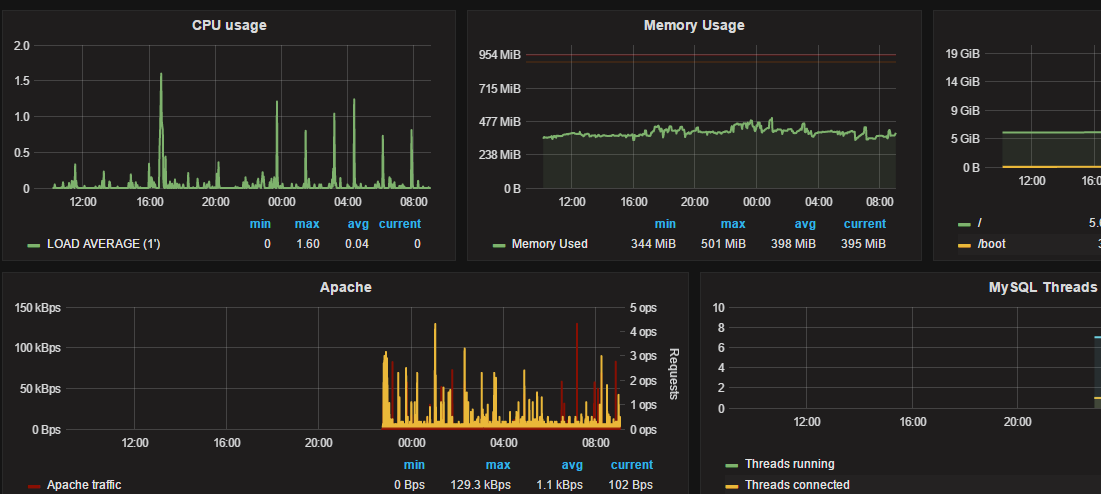 CPU usage
2.0
1.5
1.0
0.5
0
12:00 16:00 20:00 00:00 04:00 08:00
min max avg current
LOAD AVERAGE (1') 0 1.60 0.04 0
Memory Usage
954 MiB
715 MiB
477 MiB
238 MiB
0 B
12:00 16:00 20:00 00:00 04:00 08:00
min max avg current
Memory Used 344 MiB 501 MiB 398 MiB 395 MiB
19 GiB
14 GiB
9 GiB
5 GiB
0 B
12:00 16:0
/ 5.
/boot
Apache
150 kBps 5 ops
4 ops
100 kBps
3 ops
50 kBps 2 ops
1 ops
0 Bps 0 ops
Requests
12:00 16:00 20:00 00:00 04:00 08:00
min max avg current
Apache traffic 0 Bps 129.3 kBps 1.1 kBps 102 Bps
MySQL Threads
10
8
6
4
2
0
12:00 16:00 20:00
Threads running
Threads connected